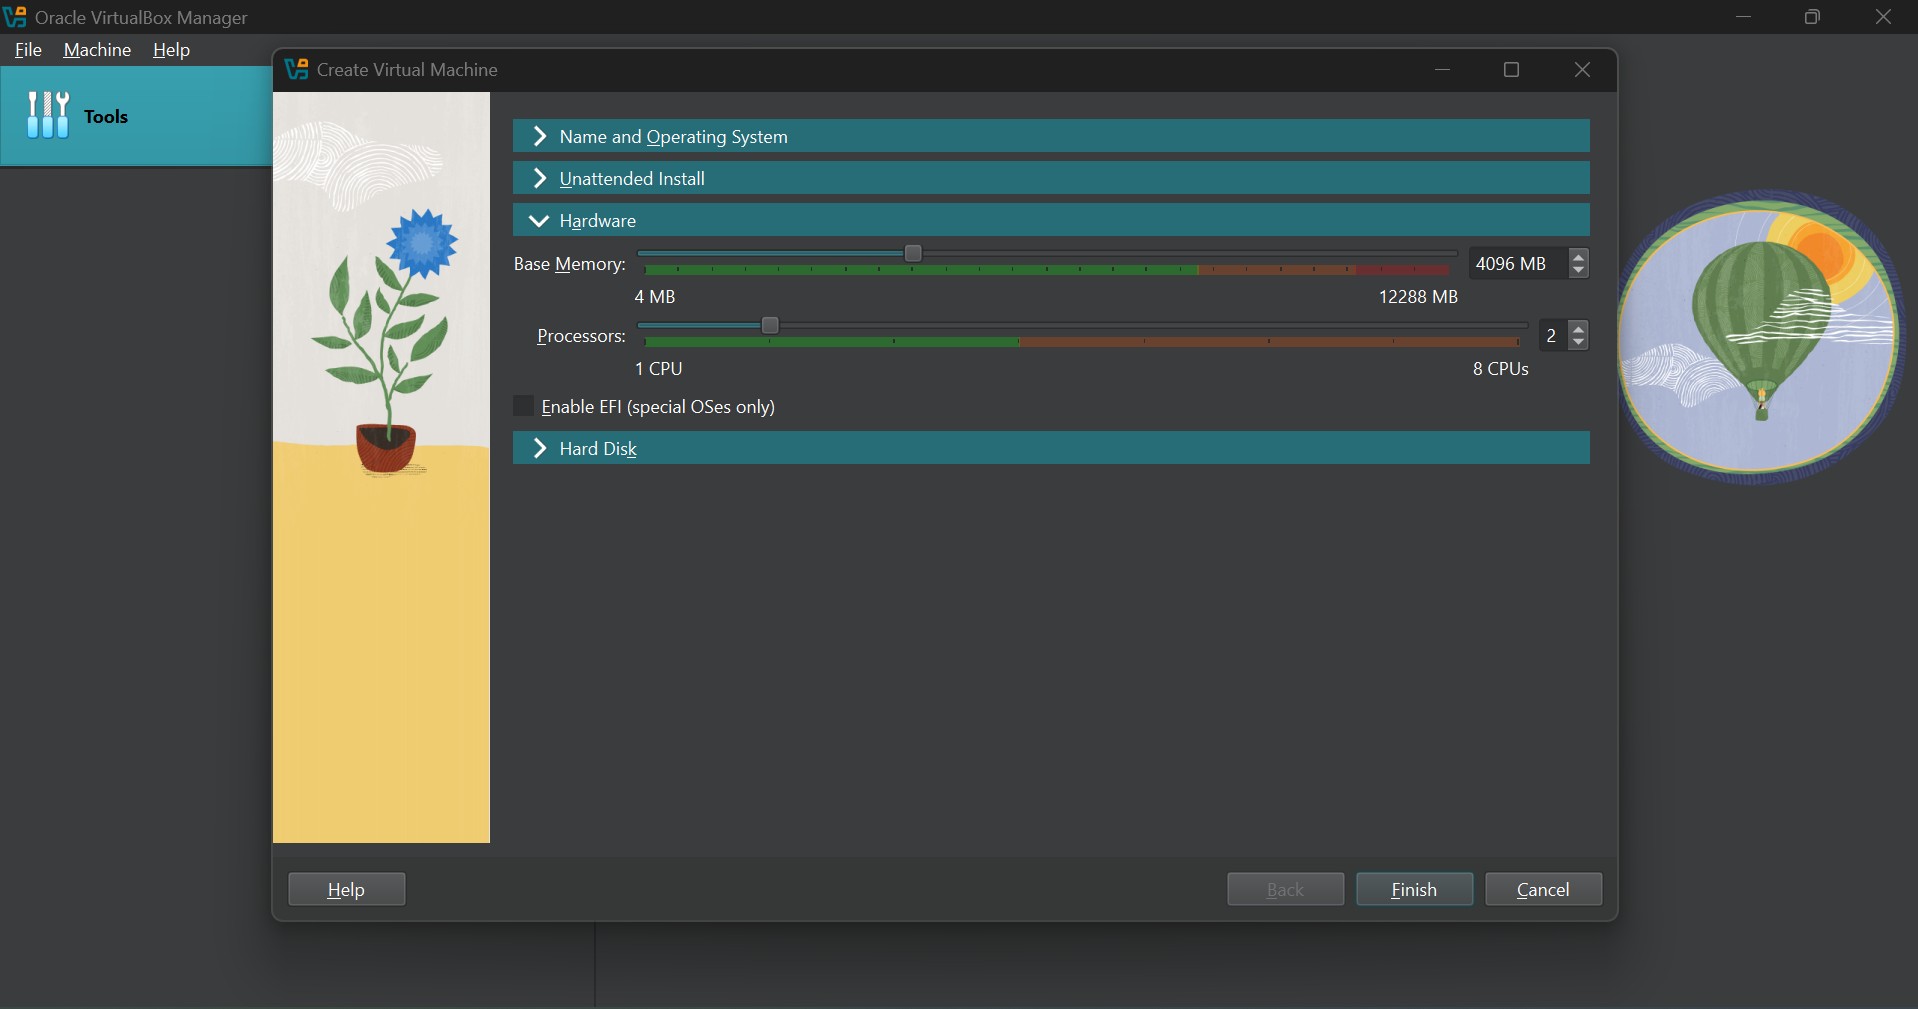 Oracle VirtualBox Manager
File Machine Help
Create Virtual Machine
Tools
Name and Operating System
Unattended Install
Hardware
Base Memory: 4096 MB
4 MB 12288 MB
Processors: 2
1 CPU 8 CPUs
Enable EFI (special OSes only)
Hard Disk
Help Back Finish Cancel